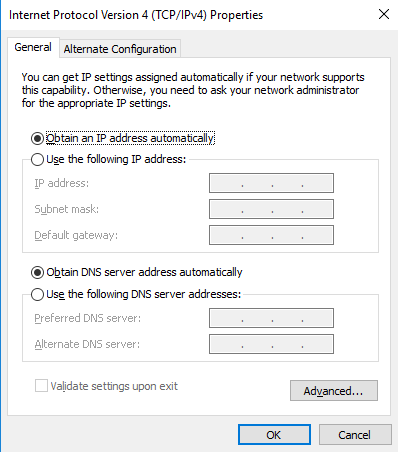 Internet Protocol Version 4 (TCP/IPv4) Properties
General
Alternate Configuration
You can get IP settings assigned automatically if your network supports
this capability. Otherwise, you need to ask your network administrator
for the appropriate IP settings.
Obtain an IP address automatically
Use the following IP address:
IP address:
Subnet mask:
Default gateway:
Obtain DNS server address automatically
Use the following DNS server addresses:
Preferred DNS server:
Alternate DNS server:
Validate settings upon exit
Advanced...
OK
Cancel